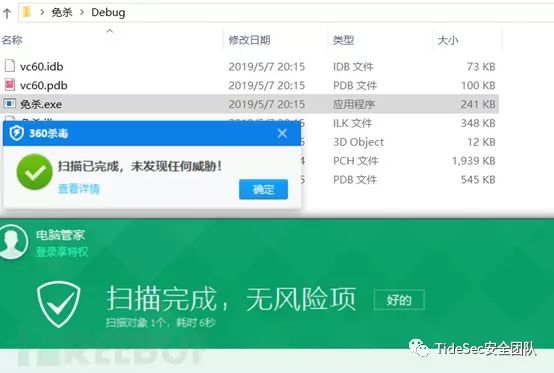 免杀 > Debug
名称 修改日期 类型 大小
vc60.idb 2019/5/7 20:15 IDB 文件 73 KB
vc60.pdb 2019/5/7 20:15 PDB 文件 100 KB
免杀.exe 2019/5/7 20:15 应用程序 241 KB
2019/5/7 20:15 ILK 文件 348 KB
360杀毒
3D Object 12 KB
扫描已完成，未发现任何威胁！
PCH 文件 1,939 KB
查看详情 确定
PDB 文件 545 KB
电脑管家
登录享特权
扫描完成，无风险项 好的
扫描对象 1个，耗时 6秒
TideSec安全团队
REEBUF